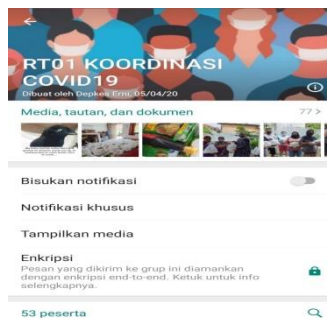 RT01 KOORDINASI
COVID19
Dibuat oleh Depkes Erni, 05/04/20
Media, tautan, dan dokumen 77 >
Bisukan notifikasi
Notifikasi khusus
Tampilkan media
Enkripsi
Pesan yang dikirim ke grup ini diamankan
dengan enkripsi end-to-end. Ketuk untuk info
selengkapnya.
53 peserta